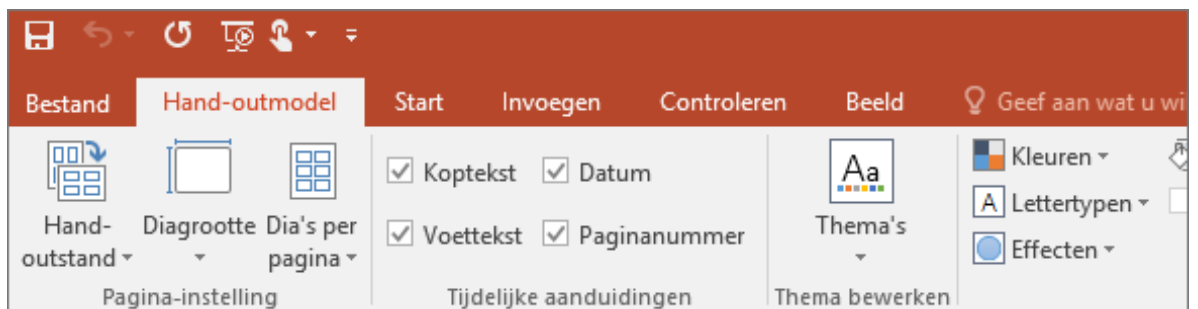 Bestand Hand-outmodel Start Invoegen Controleren Beeld Geef aan wat u wi
Hand-outstand
Diagrootte
Dia's per
pagina
Koptekst Datum
Voettekst Paginanummer
Aa
Thema's
Kleuren
A Lettertypen
Effecten
Pagina-instelling Tijdelijke aanduidingen Thema bewerken